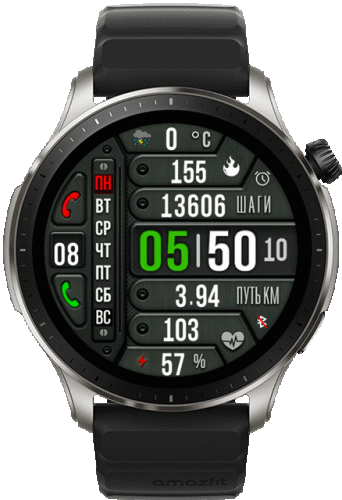 0 °C
155
13606 ШАГИ
05 50 10
3.94 ПУТЬ КМ
103
57 %
ПН
ВТ
СР
ЧТ
ПТ
СБ
ВС
08
amazfit